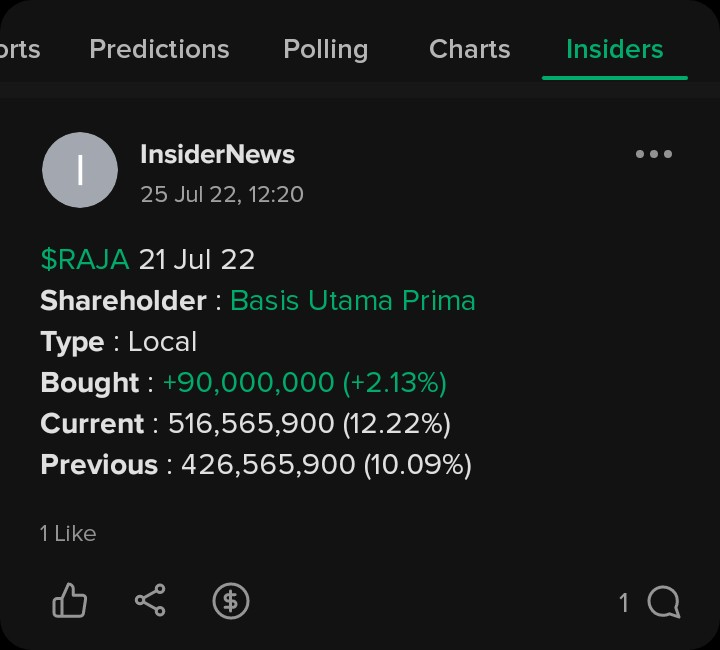 orts Predictions Polling Charts Insiders
I
InsiderNews
25 Jul 22, 12:20
$RAJA 21 Jul 22
Shareholder : Basis Utama Prima
Type : Local
Bought : +90,000,000 (+2.13%)
Current : 516,565,900 (12.22%)
Previous : 426,565,900 (10.09%)
1 Like
1